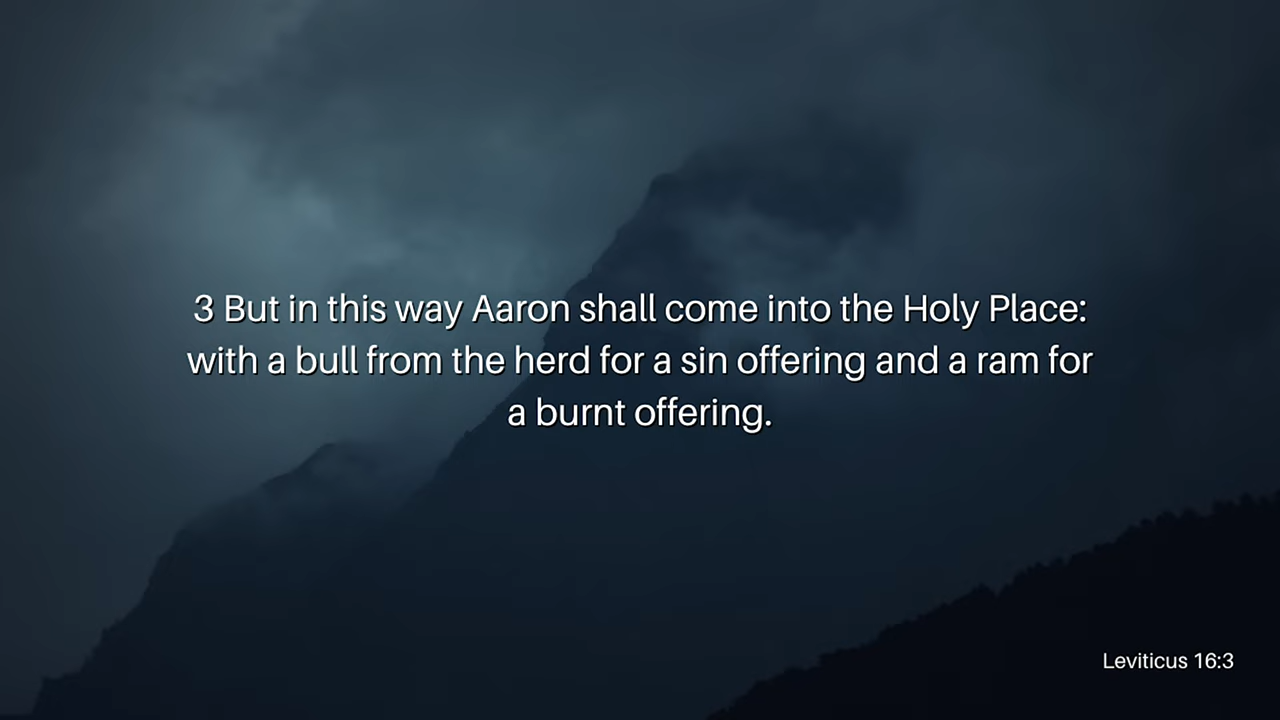 3 But in this way Aaron shall come into the Holy Place:
with a bull from the herd for a sin offering and a ram for
a burnt offering.
Leviticus 16:3